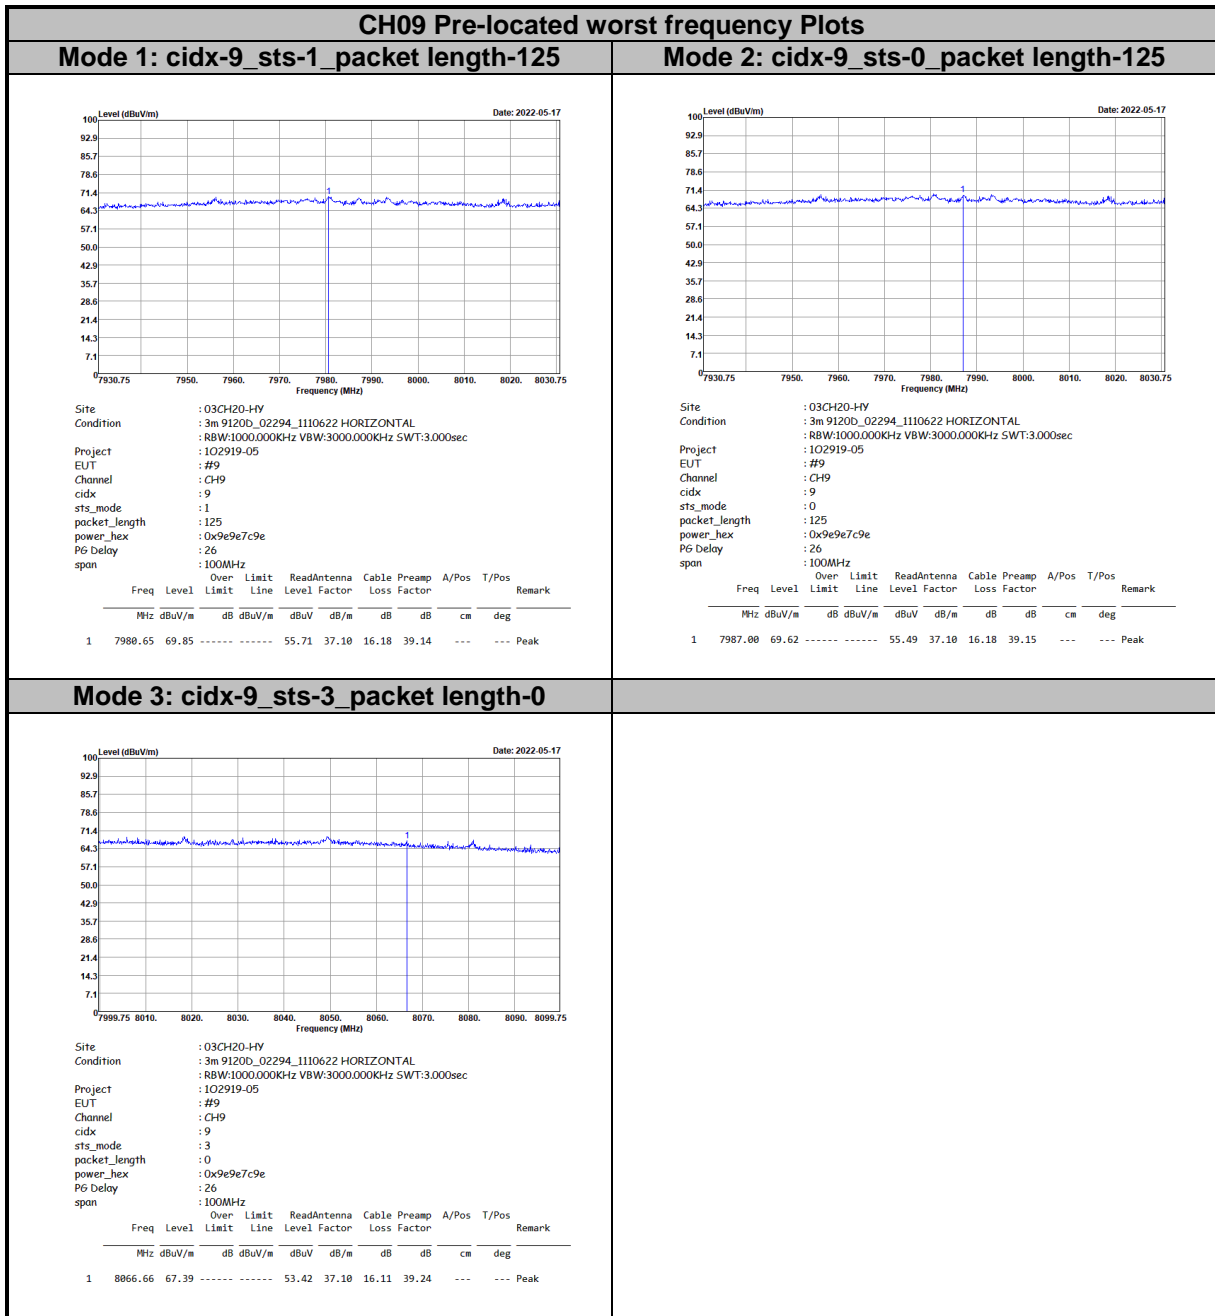 CH09 Pre-located worst frequency Plots
Mode 1: cidx-9_sts-1_packet length-125
Level (dBuV/m) Date: 2022-05-17
100
92.9
85.7
78.6
71.4
64.3
57.1
50.0
42.9
35.7
28.6
21.4
14.3
7.1
0
1
7930.75 7950. 7960. 7970. 7980. 7990. 8000. 8010. 8020. 8030.75
Frequency (MHz)
Site : 03CH20-HY
Condition : 3m 9120D_02294_1110622 HORIZONTAL
: RBW:1000.000KHz VBW:3000.000KHz SWT:3.000sec
Project : 102919-05
EUT : #9
Channel : CH9
cidx : 9
sts_mode : 1
packet_length : 125
power_hex : 0x9e9e7c9e
PG Delay : 26
span : 100MHz
Over Limit ReadAntenna Cable Preamp A/Pos T/Pos
Freq Level Limit Line Level Factor Loss Factor Remark
MHz dBuV/m dB dBuV/m dBuV dB/m dB dB cm deg
1 7980.65 69.85 ------ ------ 55.71 37.10 16.18 39.14 --- --- Peak
Mode 2: cidx-9_sts-0_packet length-125
Level (dBuV/m) Date: 2022-05-17
100
92.9
85.7
78.6
71.4
64.3
57.1
50.0
42.9
35.7
28.6
21.4
14.3
7.1
0
1
7930.75 7950. 7960. 7970. 7980. 7990. 8000. 8010. 8020. 8030.75
Frequency (MHz)
Site : 03CH20-HY
Condition : 3m 9120D_02294_1110622 HORIZONTAL
: RBW:1000.000KHz VBW:3000.000KHz SWT:3.000sec
Project : 102919-05
EUT : #9
Channel : CH9
cidx : 9
sts_mode : 0
packet_length : 125
power_hex : 0x9e9e7c9e
PG Delay : 26
span : 100MHz
Over Limit ReadAntenna Cable Preamp A/Pos T/Pos
Freq Level Limit Line Level Factor Loss Factor Remark
MHz dBuV/m dB dBuV/m dBuV dB/m dB dB cm deg
1 7987.00 69.62 ------ ------ 55.49 37.10 16.18 39.15 --- --- Peak
Mode 3: cidx-9_sts-3_packet length-0
Level (dBuV/m) Date: 2022-05-17
100
92.9
85.7
78.6
71.4
64.3
57.1
50.0
42.9
35.7
28.6
21.4
14.3
7.1
0
1
7999.75 8010. 8020. 8030. 8040. 8050. 8060. 8070. 8080. 8090. 8099.75
Frequency (MHz)
Site : 03CH20-HY
Condition : 3m 9120D_02294_1110622 HORIZONTAL
: RBW:1000.000KHz VBW:3000.000KHz SWT:3.000sec
Project : 102919-05
EUT : #9
Channel : CH9
cidx : 9
sts_mode : 3
packet_length : 0
power_hex : 0x9e9e7c9e
PG Delay : 26
span : 100MHz
Over Limit ReadAntenna Cable Preamp A/Pos T/Pos
Freq Level Limit Line Level Factor Loss Factor Remark
MHz dBuV/m dB dBuV/m dBuV dB/m dB dB cm deg
1 8066.66 67.39 ------ ------ 53.42 37.10 16.11 39.24 --- --- Peak